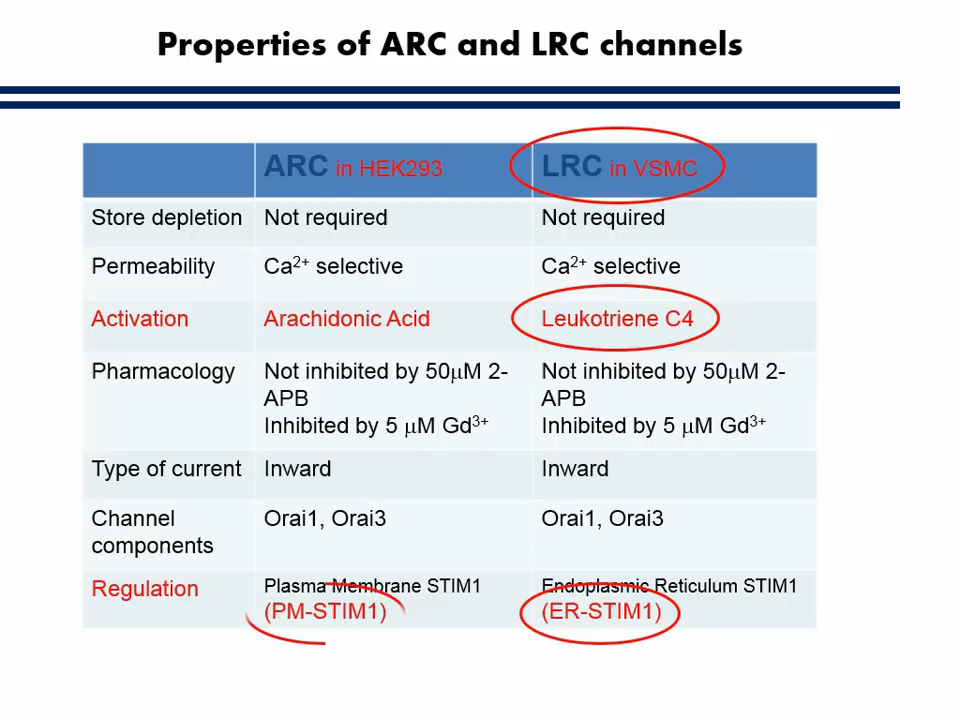 Properties of ARC and LRC channels
ARC in HEK293 LRC in VSMC
Store depletion Not required Not required
Permeability Ca²⁺ selective Ca²⁺ selective
Activation Arachidonic Acid Leukotriene C4
Pharmacology Not inhibited by 50μM 2- Not inhibited by 50μM 2-
APB APB
Inhibited by 5 μM Gd³⁺ Inhibited by 5 μM Gd³⁺
Type of current Inward Inward
Channel Orai1, Orai3 Orai1, Orai3
components
Regulation Plasma Membrane STIM1 Endoplasmic Reticulum STIM1
(PM-STIM1) (ER-STIM1)